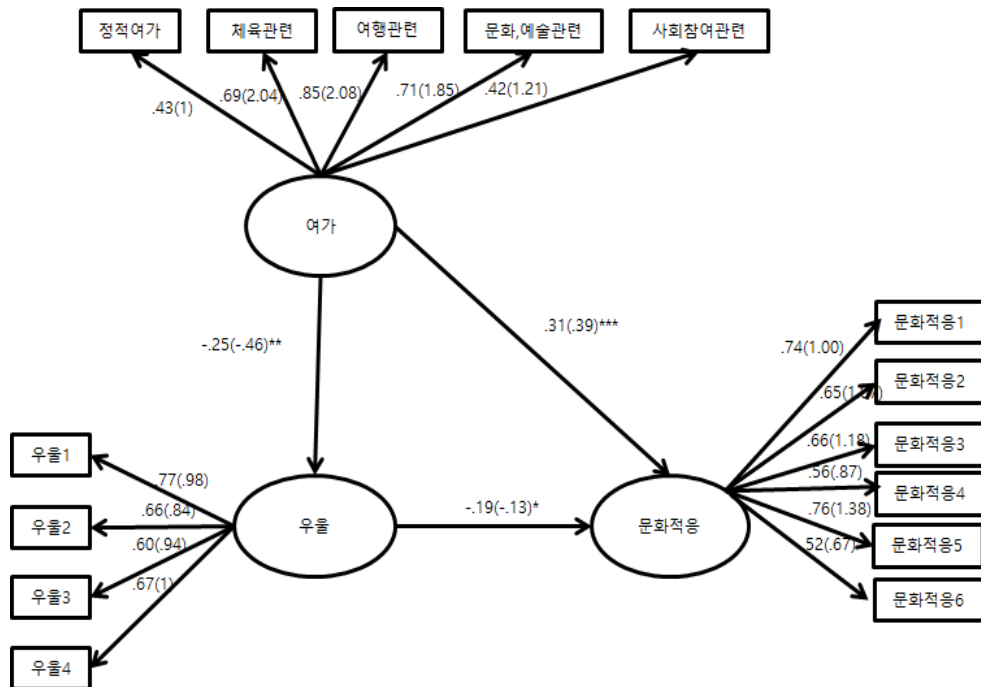 정적여가
체육관련
여행관련
문화,예술관련
사회참여관련
.43(1)
.69(2.04)
.85(2.08)
.71(1.85)
.42(1.21)
여가
-.25(-.46)**
.31(.39)***
문화적응1
.74(1.00)
문화적응2
문화적응3
.66(1.18)
문화적응4
.56(.87)
문화적응5
.76(1.38)
문화적응6
.52(.67)
우울1
.77(.98)
우울2
.66(.84)
우울3
.60(.94)
우울4
.67(1)
우울
-.19(-.13)*
문화적응